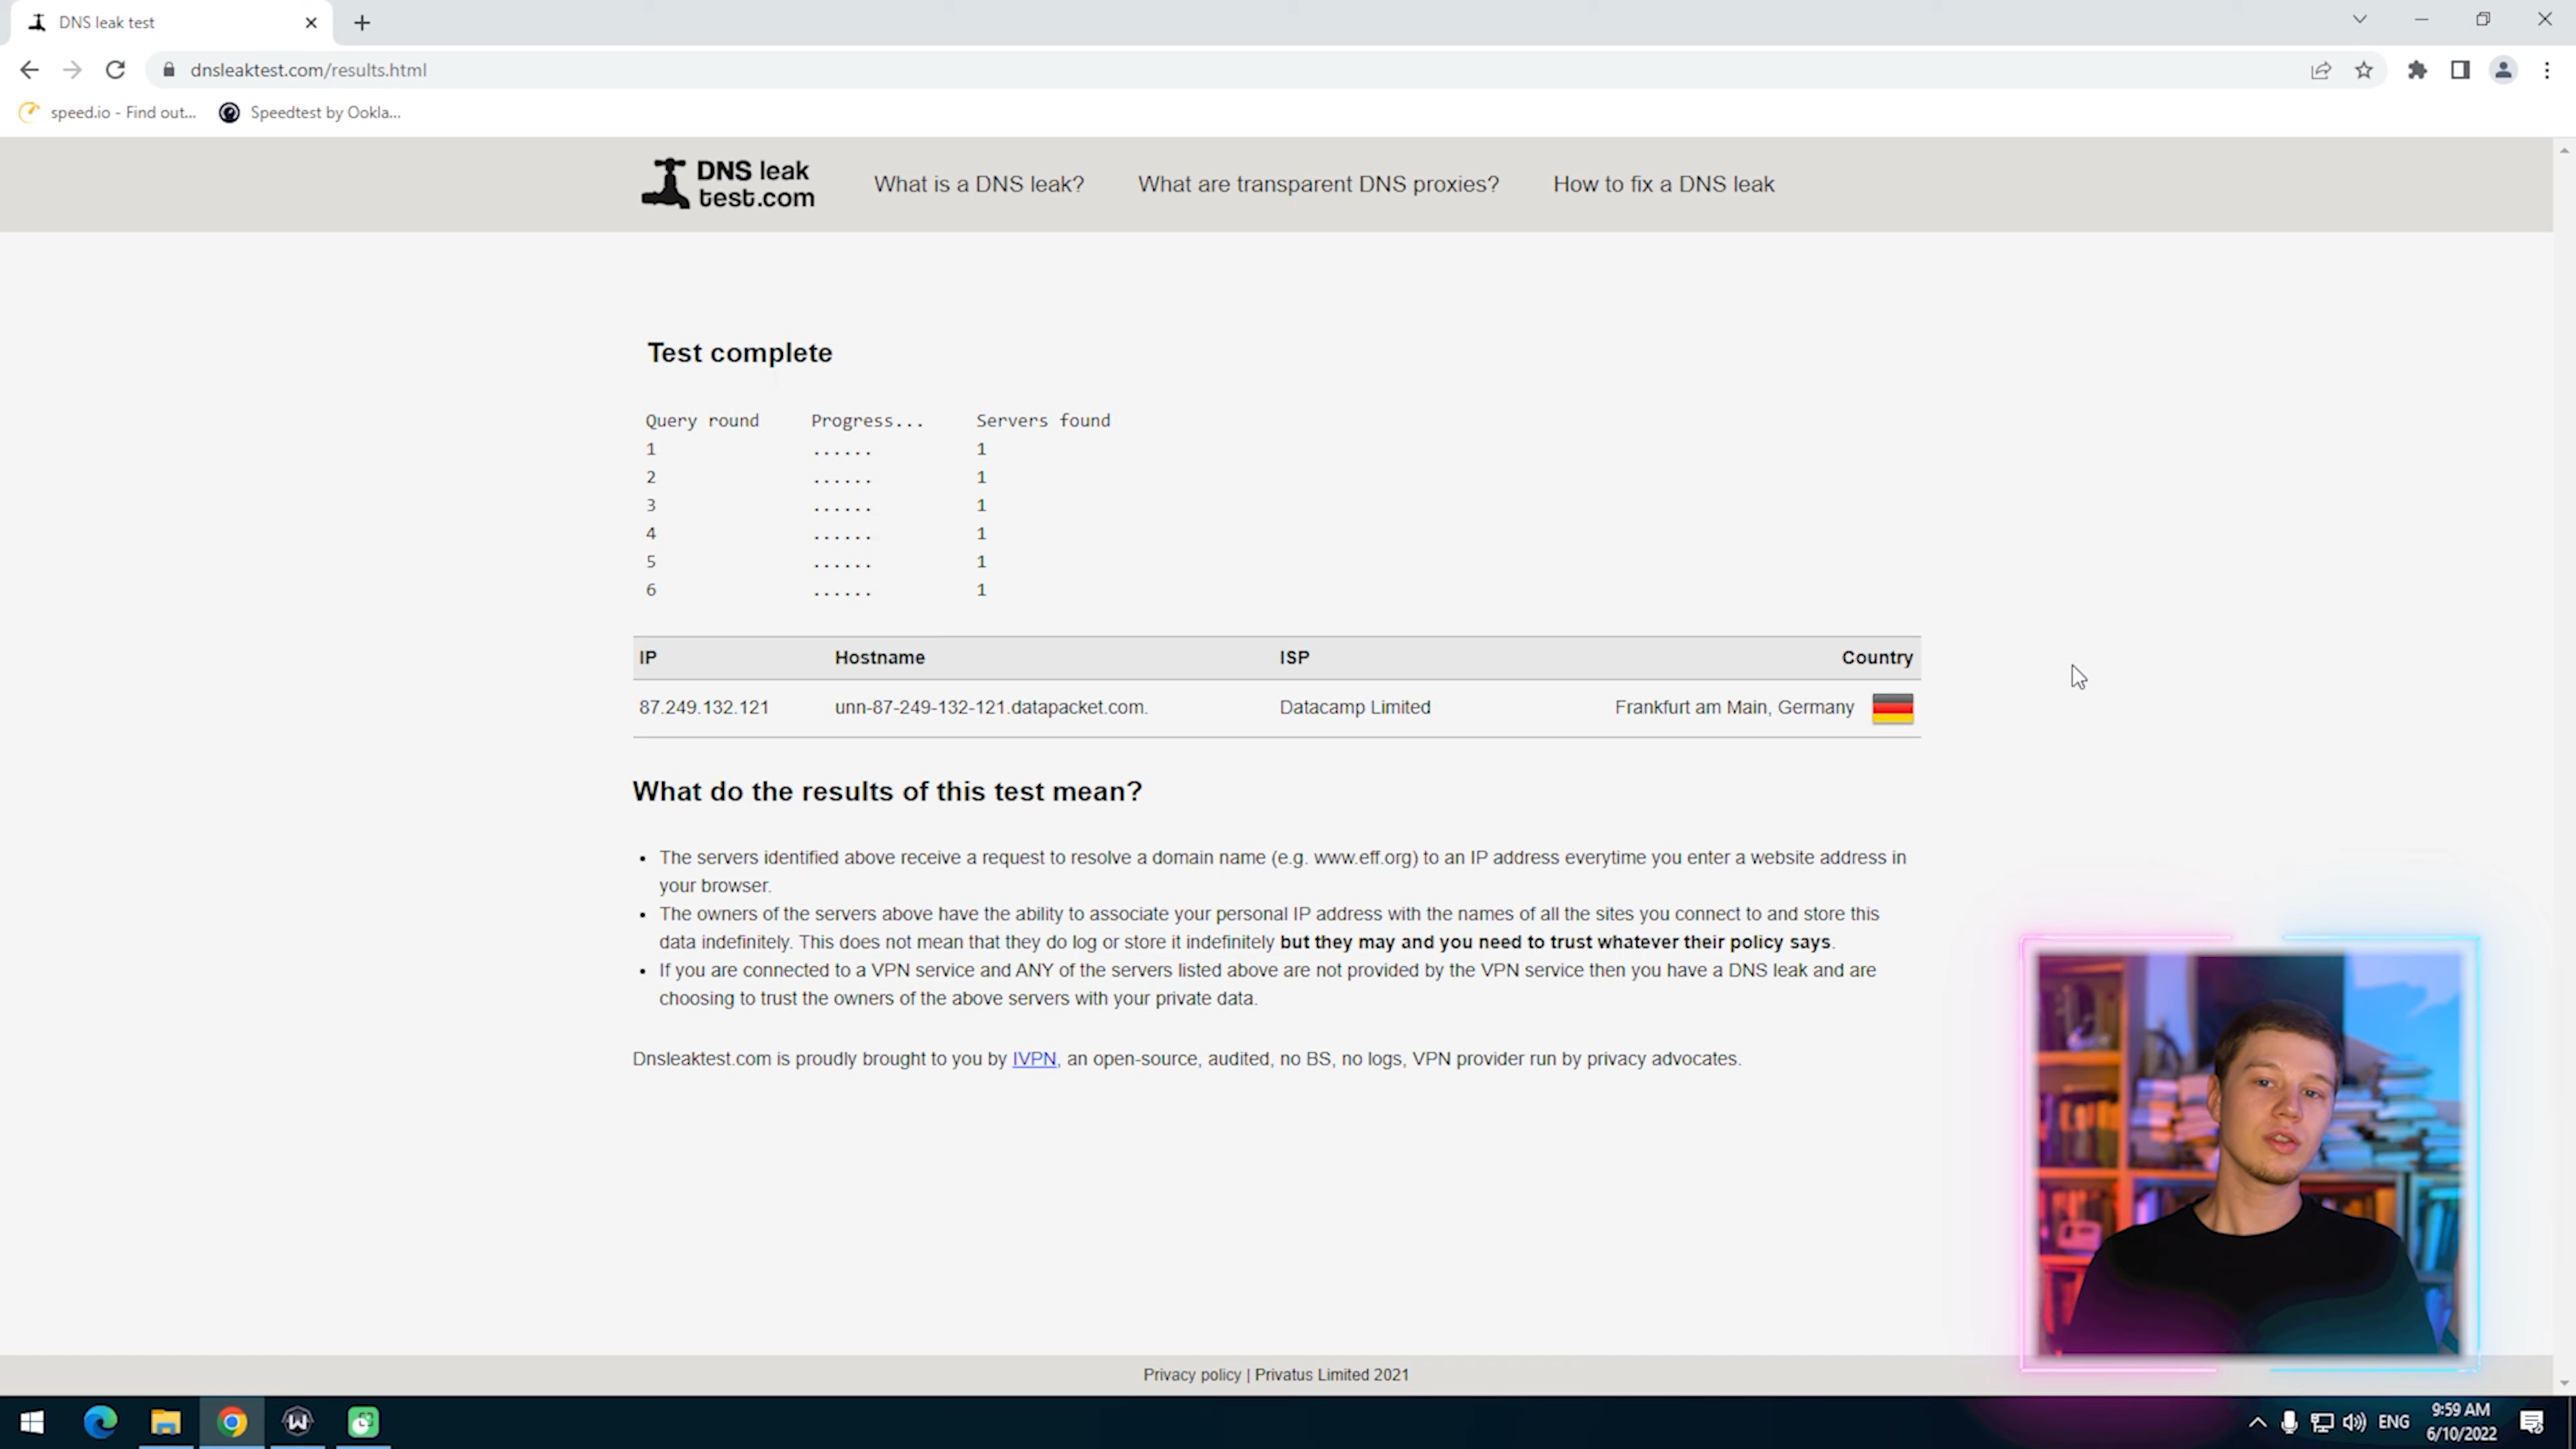 DNS leak test
dnsleaktest.com/results.html
speed.io - Find out...
Speedtest by Ookla...
DNS leak
test.com
What is a DNS leak?
What are transparent DNS proxies?
How to fix a DNS leak
Test complete
Query round Progress... Servers found
1 ...... 1
2 ...... 1
3 ...... 1
4 ...... 1
5 ...... 1
6 ...... 1
IP Hostname ISP Country
87.249.132.121 unn-87-249-132-121.datapacket.com. Datacamp Limited Frankfurt am Main, Germany
What do the results of this test mean?
• The servers identified above receive a request to resolve a domain name (e.g. www.eff.org) to an IP address everytime you enter a website address in
your browser.
• The owners of the servers above have the ability to associate your personal IP address with the names of all the sites you connect to and store this
data indefinitely. This does not mean that they do log or store it indefinitely but they may and you need to trust whatever their policy says.
• If you are connected to a VPN service and ANY of the servers listed above are not provided by the VPN service then you have a DNS leak and are
choosing to trust the owners of the above servers with your private data.
Dnsleaktest.com is proudly brought to you by IVPN, an open-source, audited, no BS, no logs, VPN provider run by privacy advocates.
Privacy policy | Privatus Limited 2021
ENG
9:59 AM
6/10/2022